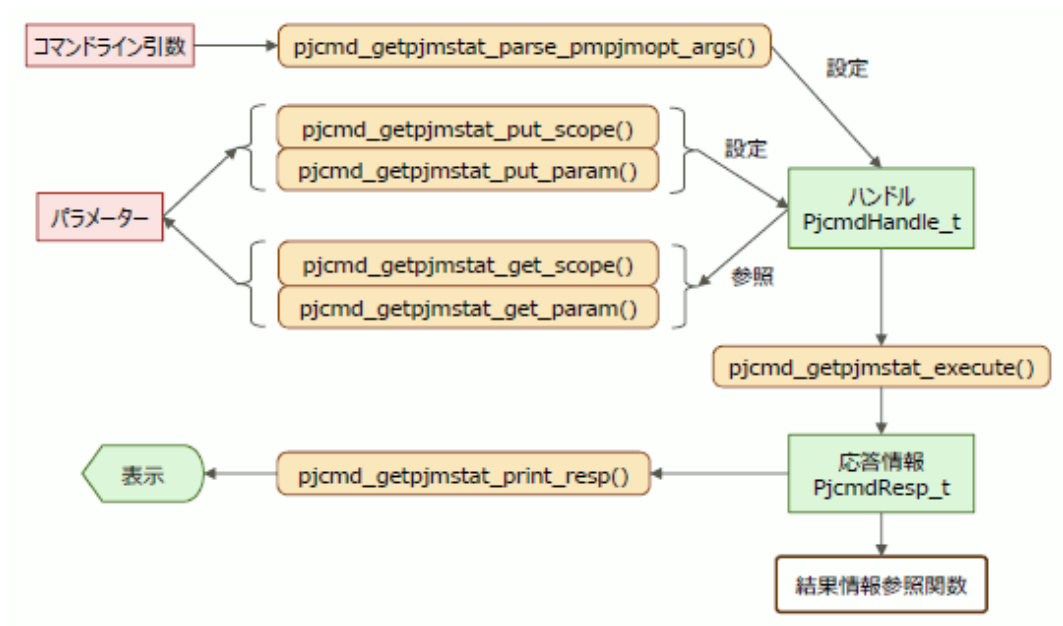 コマンドライン引数
pjcmd_getpjmstat_parse_pmpjmopt_args()
設定
pjcmd_getpjmstat_put_scope()
pjcmd_getpjmstat_put_param()
設定
パラメーター
ハンドル
PjcmdHandle_t
pjcmd_getpjmstat_get_scope()
pjcmd_getpjmstat_get_param()
参照
pjcmd_getpjmstat_execute()
表示
pjcmd_getpjmstat_print_resp()
応答情報
PjcmdResp_t
結果情報参照関数